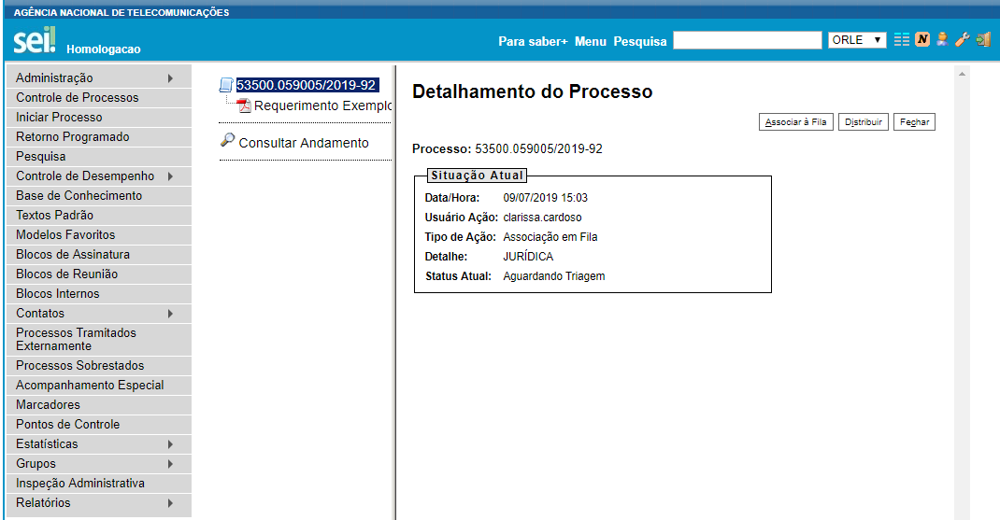 AGÊNCIA NACIONAL DE TELECOMUNICAÇÕES
sei! Homologacao
Para saber+ Menu Pesquisa
ORLE
N
Administração
Controle de Processos
Iniciar Processo
Retorno Programado
Pesquisa
Controle de Desempenho
Base de Conhecimento
Textos Padrão
Modelos Favoritos
Blocos de Assinatura
Blocos de Reunião
Blocos Internos
Contatos
Processos Tramitados
Externamente
Processos Sobrestados
Acompanhamento Especial
Marcadores
Pontos de Controle
Estatísticas
Grupos
Inspeção Administrativa
Relatórios
53500.059005/2019-92
Requerimento Exemplo
Consultar Andamento
Detalhamento do Processo
Associar à Fila
Distribuir
Fechar
Processo: 53500.059005/2019-92
Situação Atual
Data/Hora: 09/07/2019 15:03
Usuário Ação: clarissa.cardoso
Tipo de Ação: Associação em Fila
Detalhe: JURÍDICA
Status Atual: Aguardando Triagem